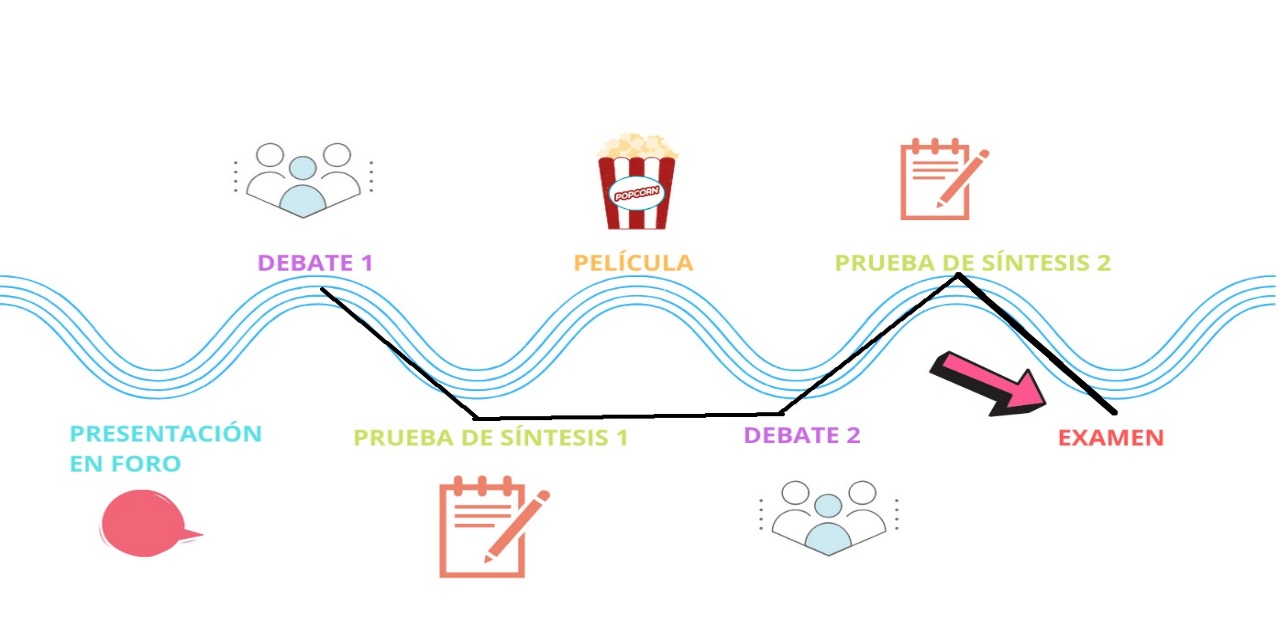 DEBATE 1
POPCORN
PELÍCULA
PRUEBA DE SÍNTESIS 2
PRESENTACIÓN
EN FORO
PRUEBA DE SÍNTESIS 1
DEBATE 2
EXAMEN